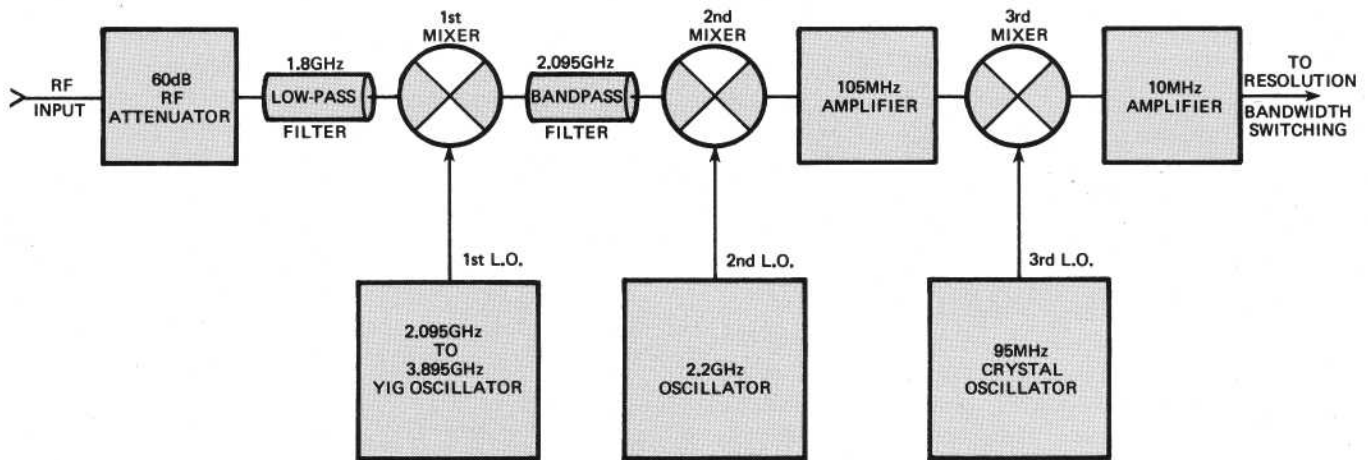 RF
INPUT
60dB
RF
ATTENUATOR
1.8GHz
LOW-PASS
FILTER
1st
MIXER
2.095GHz
BANDPASS
FILTER
2nd
MIXER
105MHz
AMPLIFIER
3rd
MIXER
10MHz
AMPLIFIER
TO
RESOLUTION
BANDWIDTH
SWITCHING
1st L.O.
2nd L.O.
3rd L.O.
2.095GHz
TO
3.895GHz
YIG OSCILLATOR
2.2GHz
OSCILLATOR
95MHz
CRYSTAL
OSCILLATOR